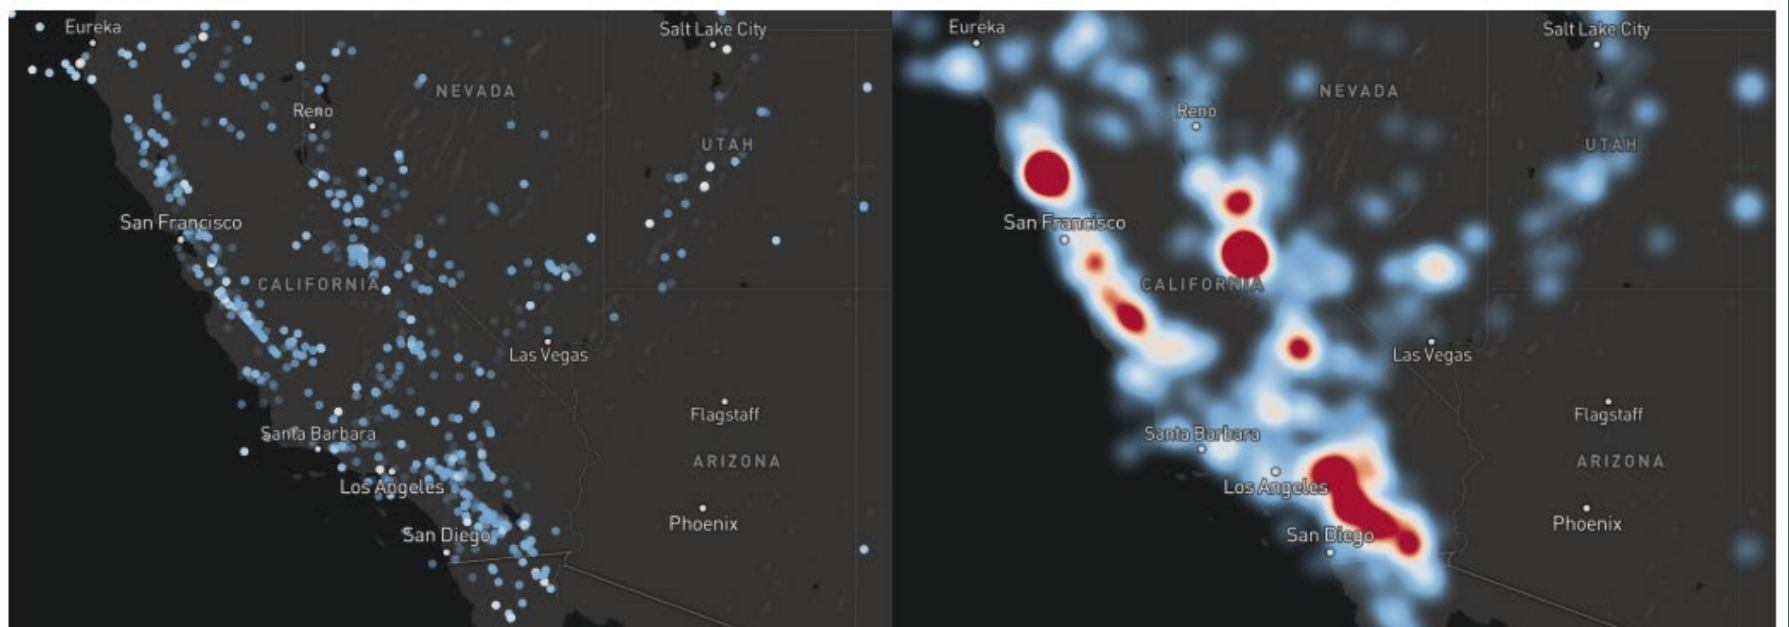 Eureka
Salt Lake City
NEVADA
Reno
UTAH
San Francisco
CALIFORNIA
Las Vegas
Flagstaff
Santa Barbara
ARIZONA
Los Angeles
Phoenix
San Diego
Eureka
Salt Lake City
NEVADA
Reno
UTAH
San Francisco
CALIFORNIA
Las Vegas
Flagstaff
Santa Barbara
ARIZONA
Los Angeles
Phoenix
San Diego